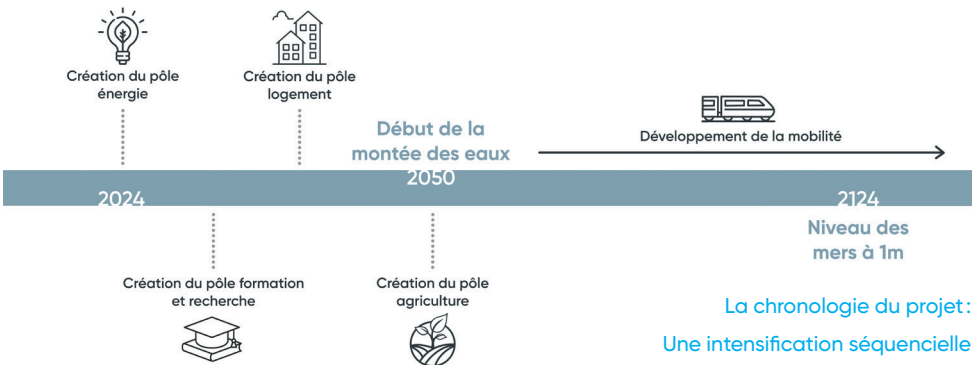 Création du pôle
énergie
Création du pôle
logement
Début de la
montée des eaux
2050
Développement de la mobilité
2024
2124
Niveau des
mers à 1m
Création du pôle formation
et recherche
Création du pôle
agriculture
La chronologie du projet :
Une intensification séquencielle